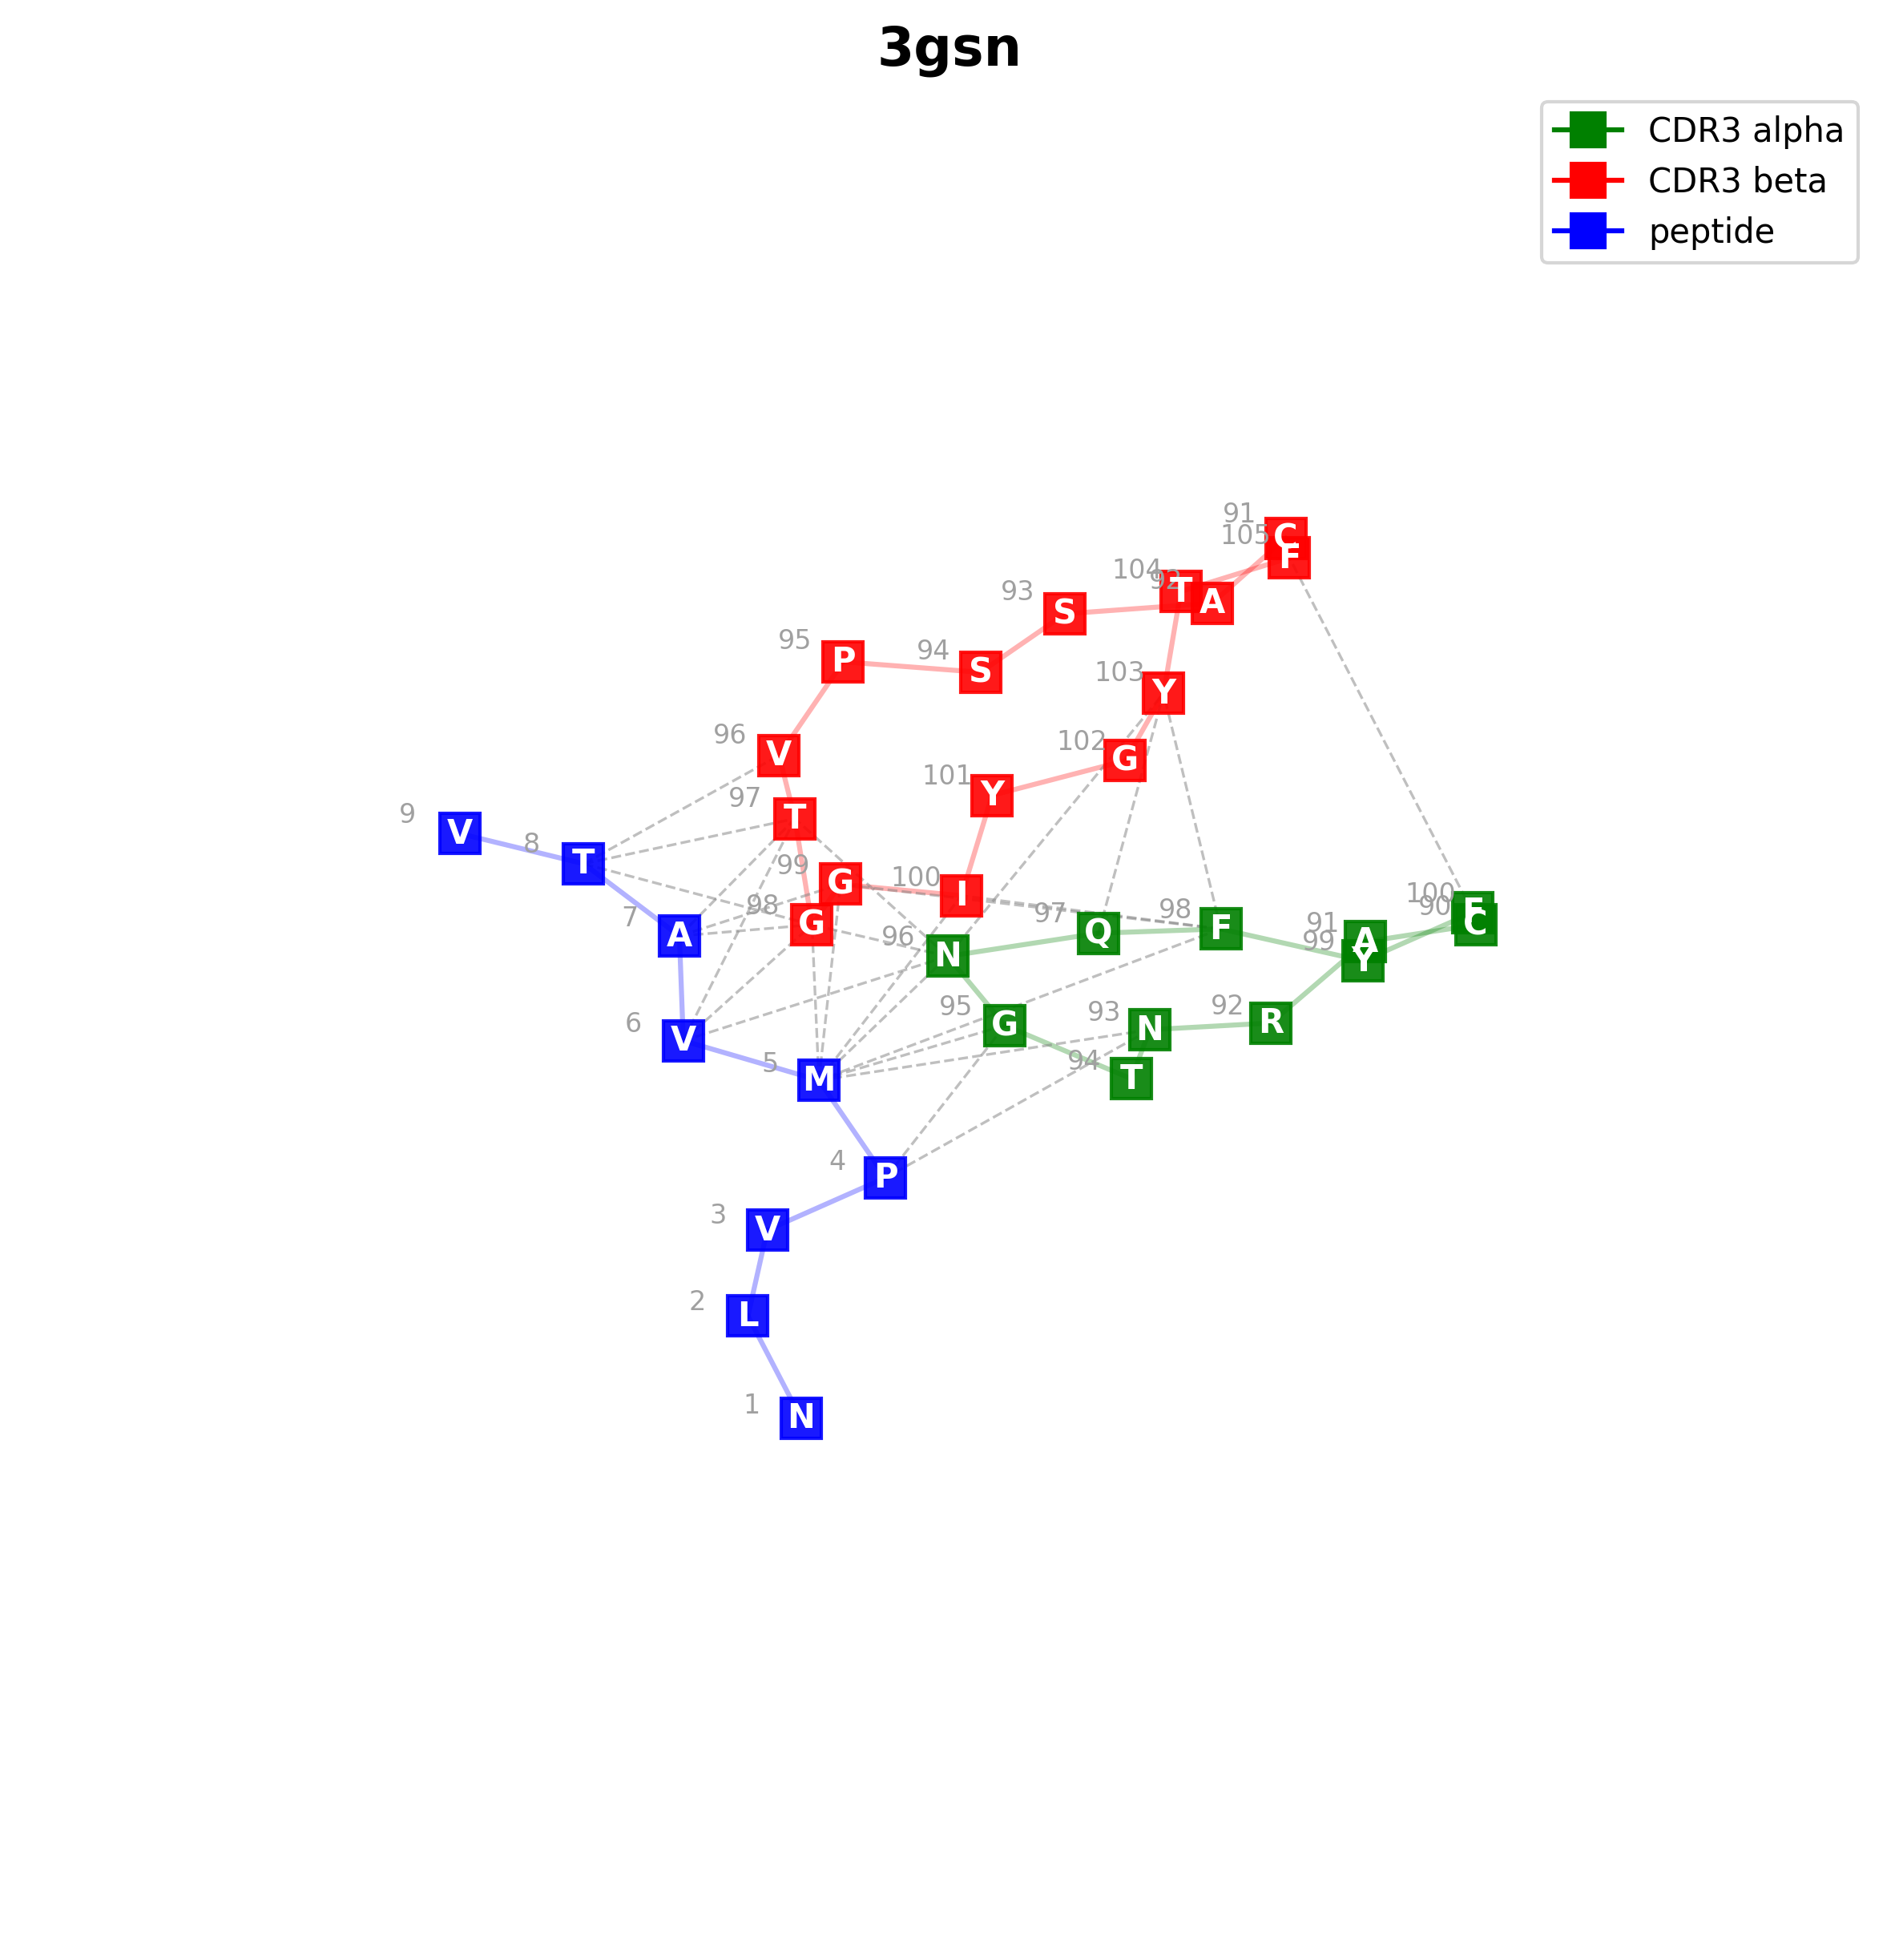 3gsn
CDR3 alpha
CDR3 beta
peptide
91 C
105 F
104 T
92 A
93 S
94 S
95 P
103 Y
96 V
102 G
101 Y
97 T
9 V
8 T
99 G
100 I
98 G
7 A
96 N
97 Q
98 F
100 F
90 C
91 A
99 Y
95 G
93 N
92 R
6 V
5 M
94 T
4 P
3 V
2 L
1 N